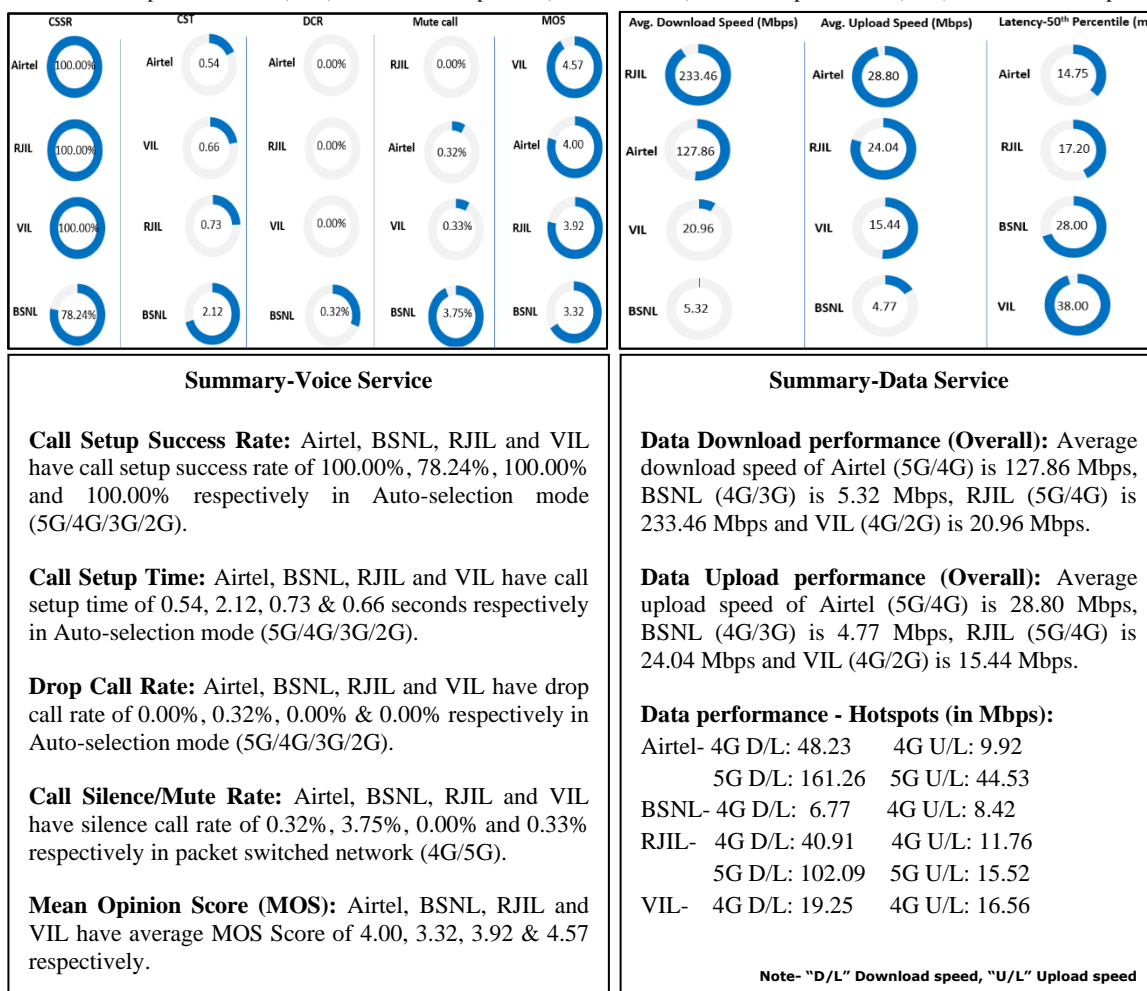 CSSR CST DCR Mute call MOS
Airtel 100.00% Airtel 0.54 Airtel 0.00% RJIL 0.00% VIL 4.57
RJIL 100.00% VIL 0.66 RJIL 0.00% Airtel 0.32% Airtel 4.00
VIL 100.00% RJIL 0.73 VIL 0.00% VIL 0.33% RJIL 3.92
BSNL 78.24% BSNL 2.12 BSNL 0.32% BSNL 3.75% BSNL 3.32
Avg. Download Speed (Mbps) Avg. Upload Speed (Mbps) Latency-50th Percentile (m
RJIL 233.46 Airtel 28.80 Airtel 14.75
Airtel 127.86 RJIL 24.04 RJIL 17.20
VIL 20.96 VIL 15.44 BSNL 28.00
BSNL 5.32 BSNL 4.77 VIL 38.00
Summary-Voice Service
Call Setup Success Rate: Airtel, BSNL, RJIL and VIL
have call setup success rate of 100.00%, 78.24%, 100.00%
and 100.00% respectively in Auto-selection mode
(5G/4G/3G/2G).
Call Setup Time: Airtel, BSNL, RJIL and VIL have call
setup time of 0.54, 2.12, 0.73 & 0.66 seconds respectively
in Auto-selection mode (5G/4G/3G/2G).
Drop Call Rate: Airtel, BSNL, RJIL and VIL have drop
call rate of 0.00%, 0.32%, 0.00% & 0.00% respectively in
Auto-selection mode (5G/4G/3G/2G).
Call Silence/Mute Rate: Airtel, BSNL, RJIL and VIL
have silence call rate of 0.32%, 3.75%, 0.00% and 0.33%
respectively in packet switched network (4G/5G).
Mean Opinion Score (MOS): Airtel, BSNL, RJIL and
VIL have average MOS Score of 4.00, 3.32, 3.92 & 4.57
respectively.
Summary-Data Service
Data Download performance (Overall): Average
download speed of Airtel (5G/4G) is 127.86 Mbps,
BSNL (4G/3G) is 5.32 Mbps, RJIL (5G/4G) is
233.46 Mbps and VIL (4G/2G) is 20.96 Mbps.
Data Upload performance (Overall): Average
upload speed of Airtel (5G/4G) is 28.80 Mbps,
BSNL (4G/3G) is 4.77 Mbps, RJIL (5G/4G) is
24.04 Mbps and VIL (4G/2G) is 15.44 Mbps.
Data performance - Hotspots (in Mbps):
Airtel- 4G D/L: 48.23 4G U/L: 9.92
5G D/L: 161.26 5G U/L: 44.53
BSNL- 4G D/L: 6.77 4G U/L: 8.42
RJIL- 4G D/L: 40.91 4G U/L: 11.76
5G D/L: 102.09 5G U/L: 15.52
VIL- 4G D/L: 19.25 4G U/L: 16.56
Note- “D/L” Download speed, “U/L” Upload speed